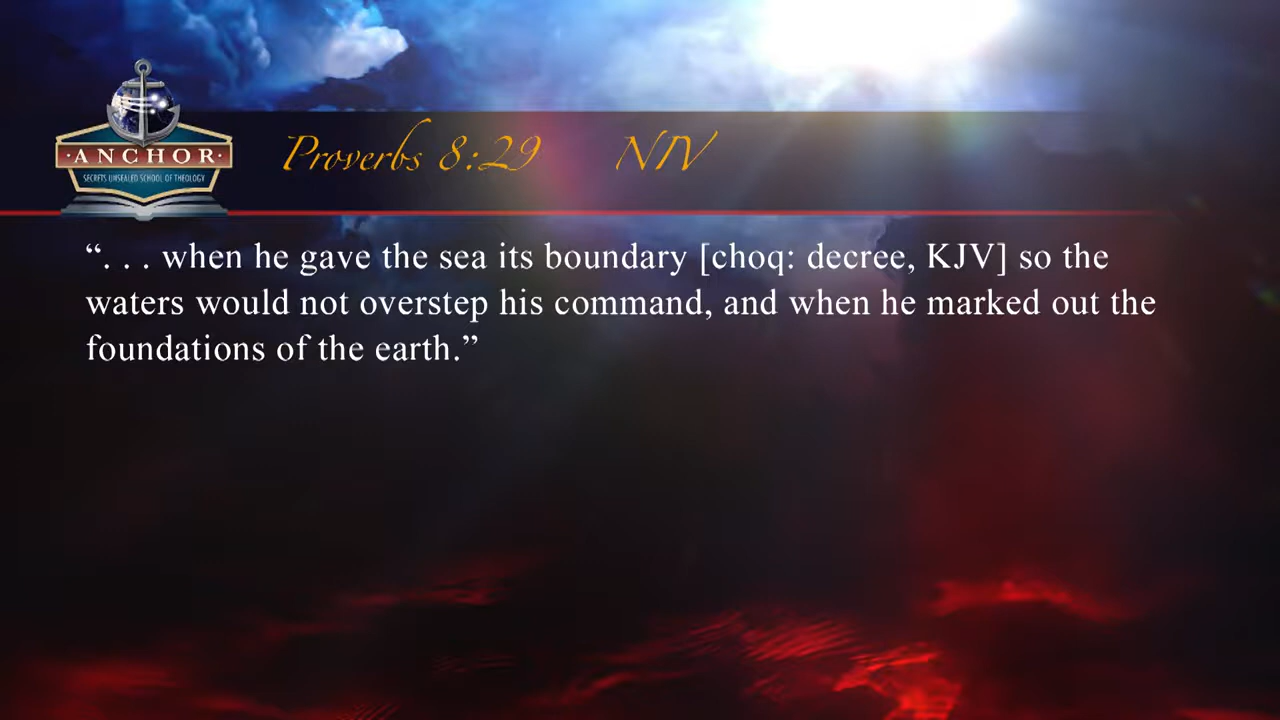 ·ANCHOR·
SECRETS UNSEALED SCHOOL OF THEOLOGY
Proverbs 8:29 NIV
“. . . when he gave the sea its boundary [choq: decree, KJV] so the
waters would not overstep his command, and when he marked out the
foundations of the earth.”